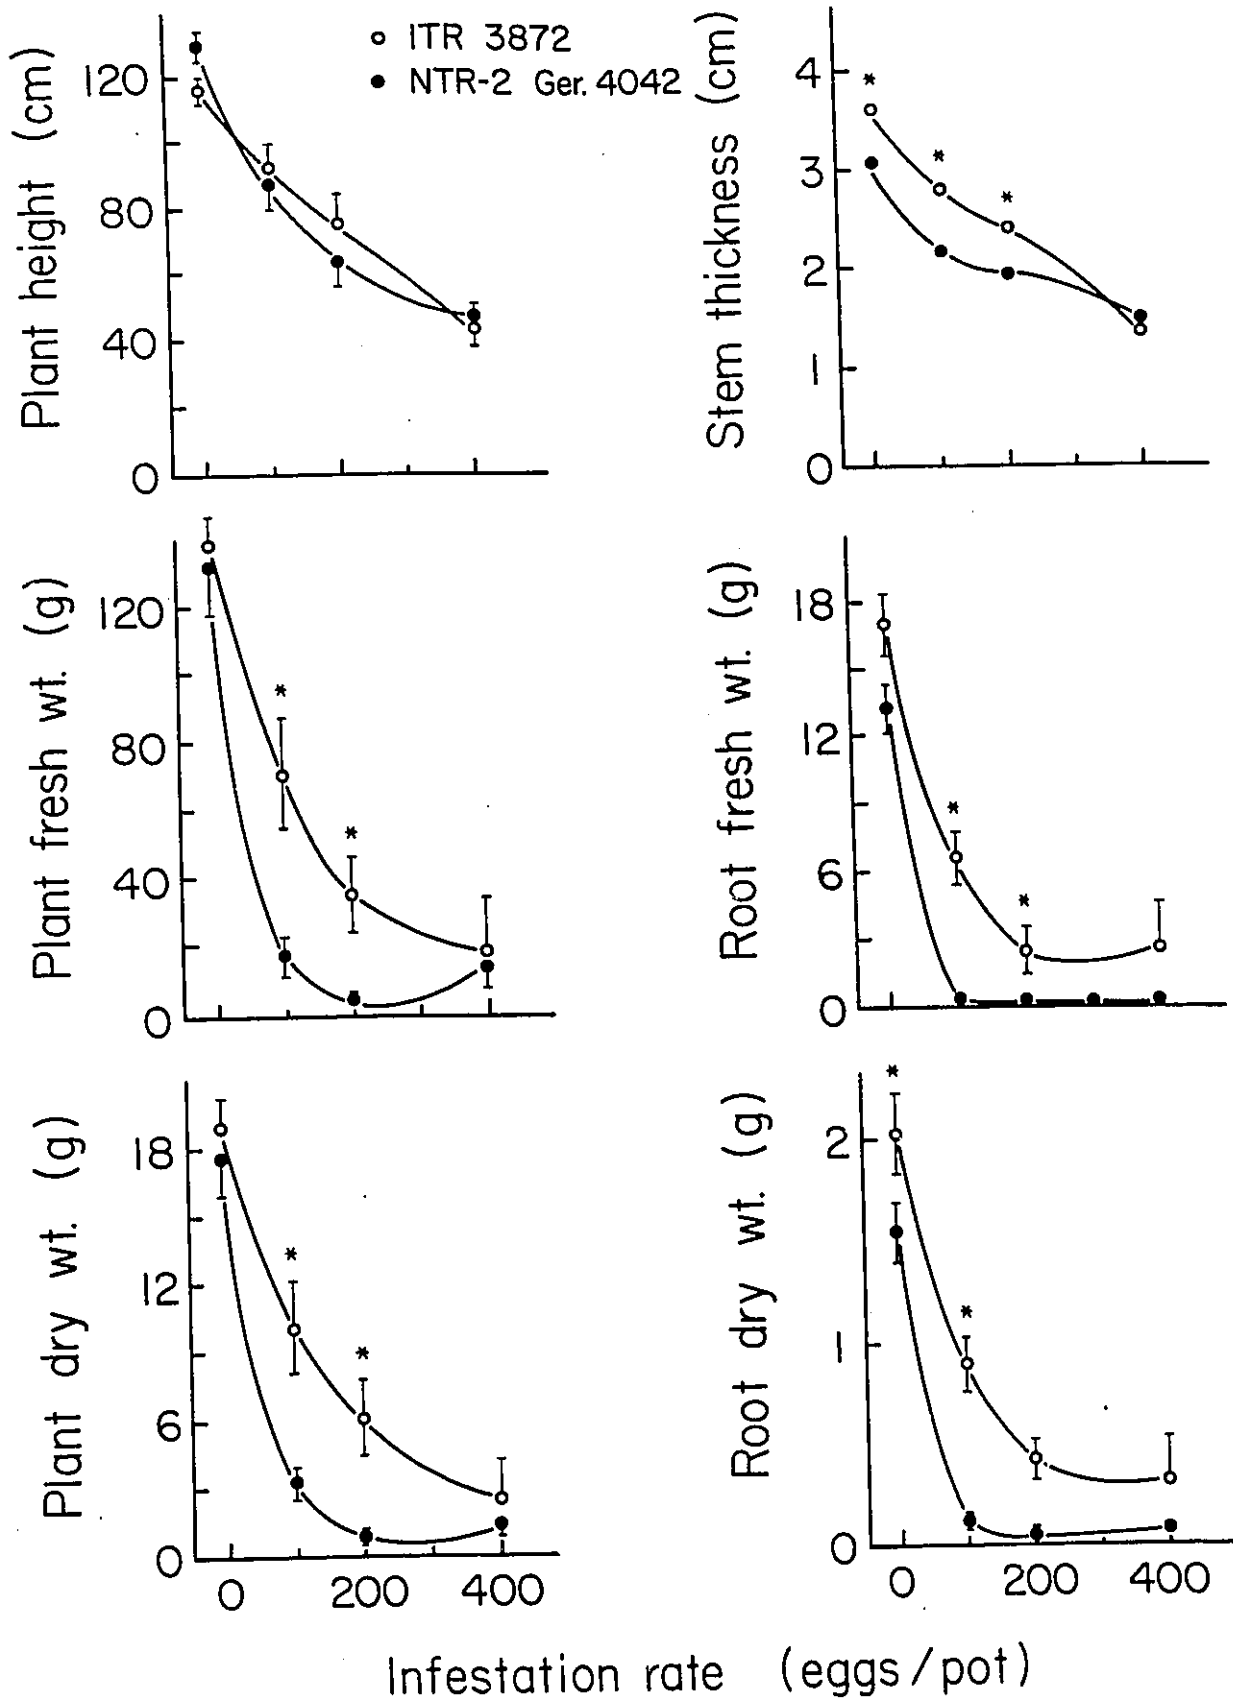 ○ ITR 3872
● NTR-2 Ger. 4042
Plant height (cm)
120
80
40
0
Stem thickness (cm)
4
3
2
1
0
* * *
Plant fresh wt. (g)
120
80
40
0
* *
Root fresh wt. (g)
18
12
6
0
* *
Plant dry wt. (g)
18
12
6
0
* *
0 200 400
Root dry wt. (g)
2
1
0
* *
0 200 400
Infestation rate (eggs/pot)